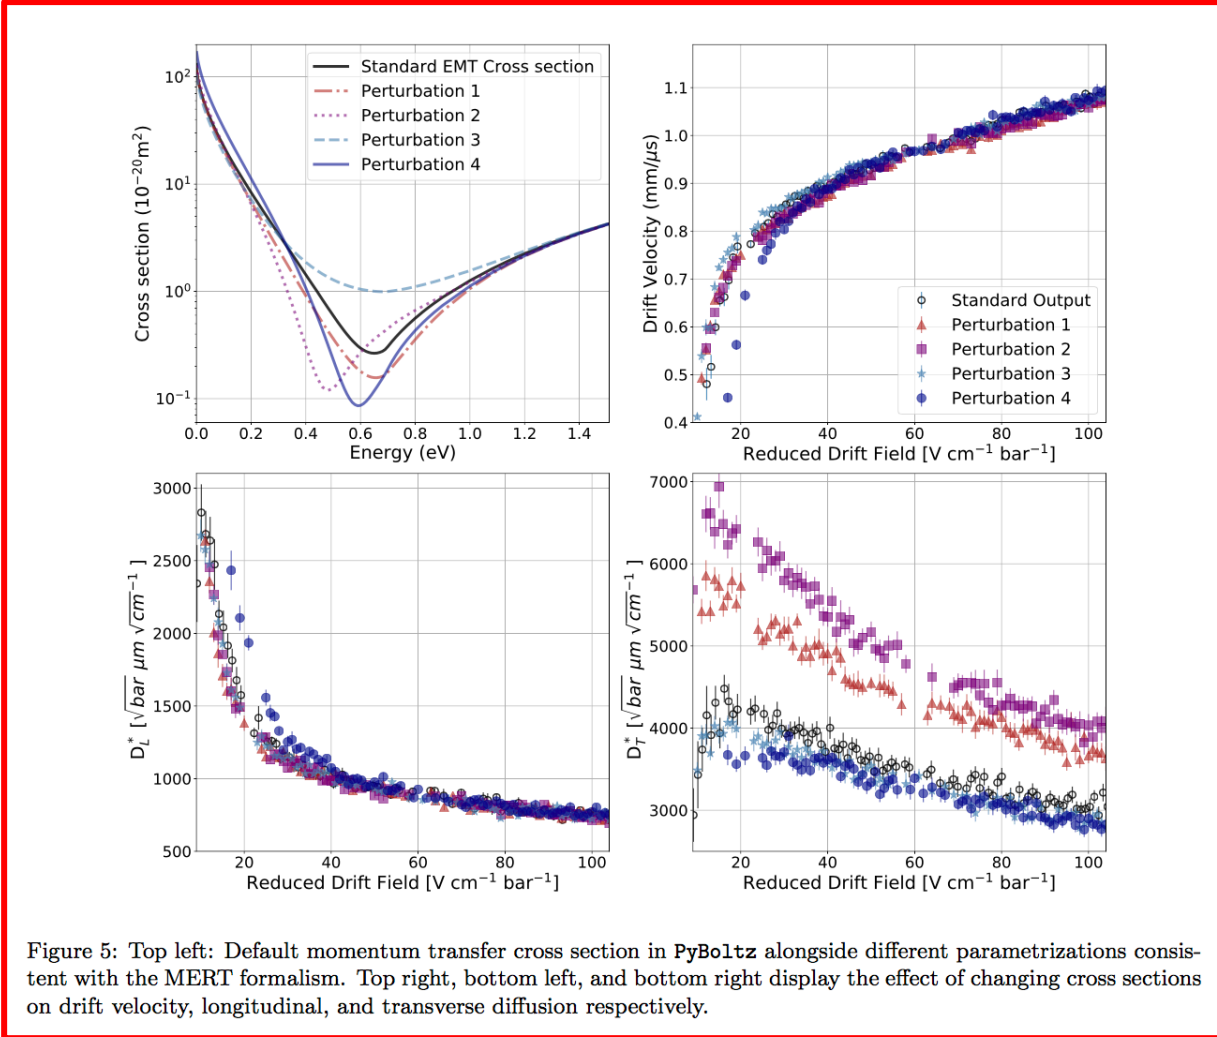 10²
10¹
10⁰
10⁻¹
Cross section (10⁻²⁰m²)
Standard EMT Cross section
Perturbation 1
Perturbation 2
Perturbation 3
Perturbation 4
0.0 0.2 0.4 0.6 0.8 1.0 1.2 1.4
Energy (eV)
1.1
1.0
0.9
0.8
0.7
0.6
0.5
0.4
Drift Velocity (mm/μs)
Standard Output
Perturbation 1
Perturbation 2
Perturbation 3
Perturbation 4
20 40 60 80 100
Reduced Drift Field [V cm⁻¹ bar⁻¹]
3000
2500
2000
1500
1000
500
D_L^* [√bar μm √cm⁻¹ ]
20 40 60 80 100
Reduced Drift Field [V cm⁻¹ bar⁻¹]
7000
6000
5000
4000
3000
D_T^* [√bar μm √cm⁻¹ ]
20 40 60 80 100
Reduced Drift Field [V cm⁻¹ bar⁻¹]
Figure 5: Top left: Default momentum transfer cross section in PyBoltz alongside different parametrizations consis-
tent with the MERT formalism. Top right, bottom left, and bottom right display the effect of changing cross sections
on drift velocity, longitudinal, and transverse diffusion respectively.